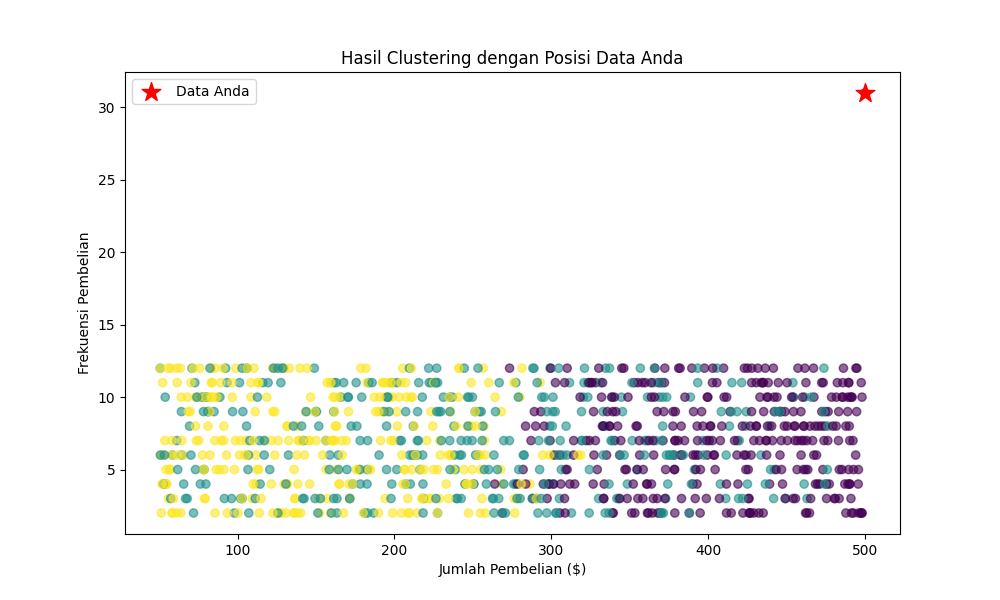 Hasil Clustering dengan Posisi Data Anda
Data Anda
30
25
20
15
10
5
Frekuensi Pembelian
100 200 300 400 500
Jumlah Pembelian ($)